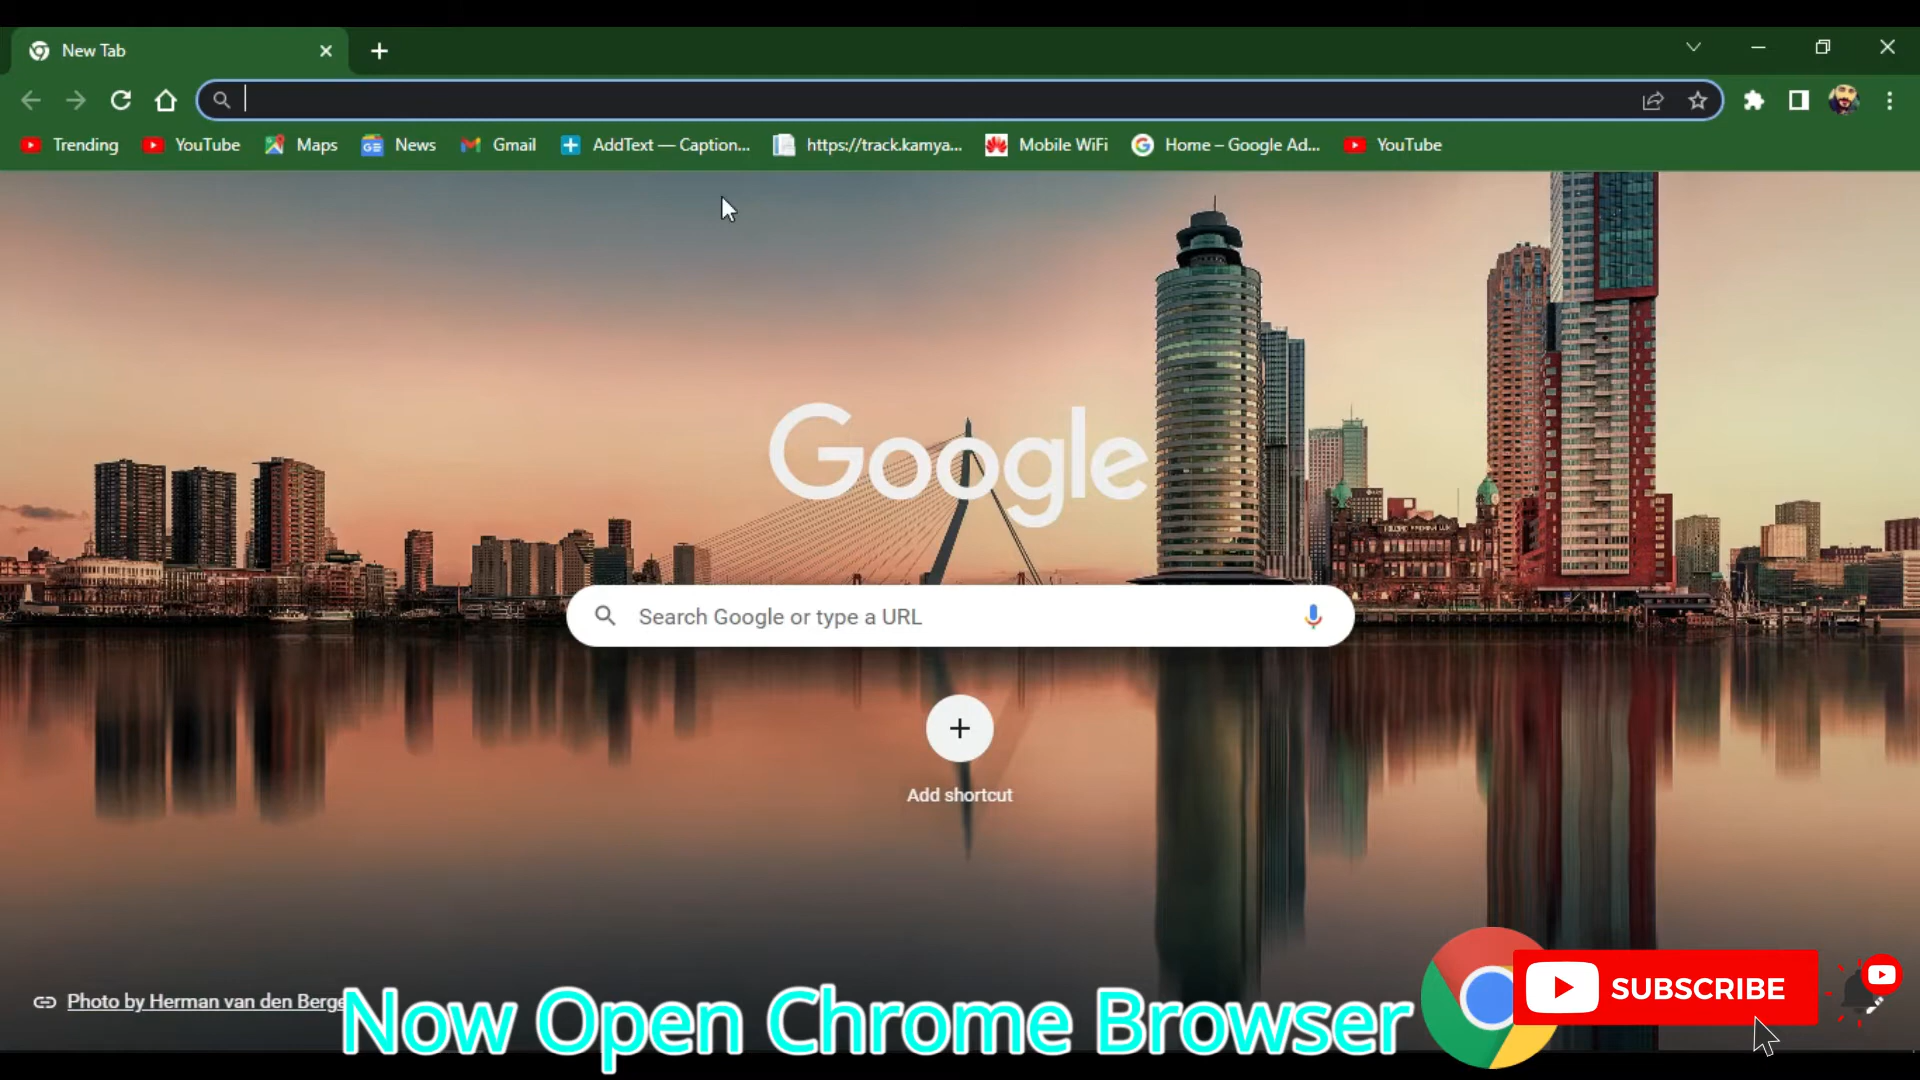 New Tab
Trending
YouTube
Maps
News
Gmail
AddText — Caption...
https://track.kamya...
Mobile WiFi
Home – Google Ad...
YouTube
Google
Search Google or type a URL
Add shortcut
Photo by Herman van den Berge
Now Open Chrome Browser
SUBSCRIBE